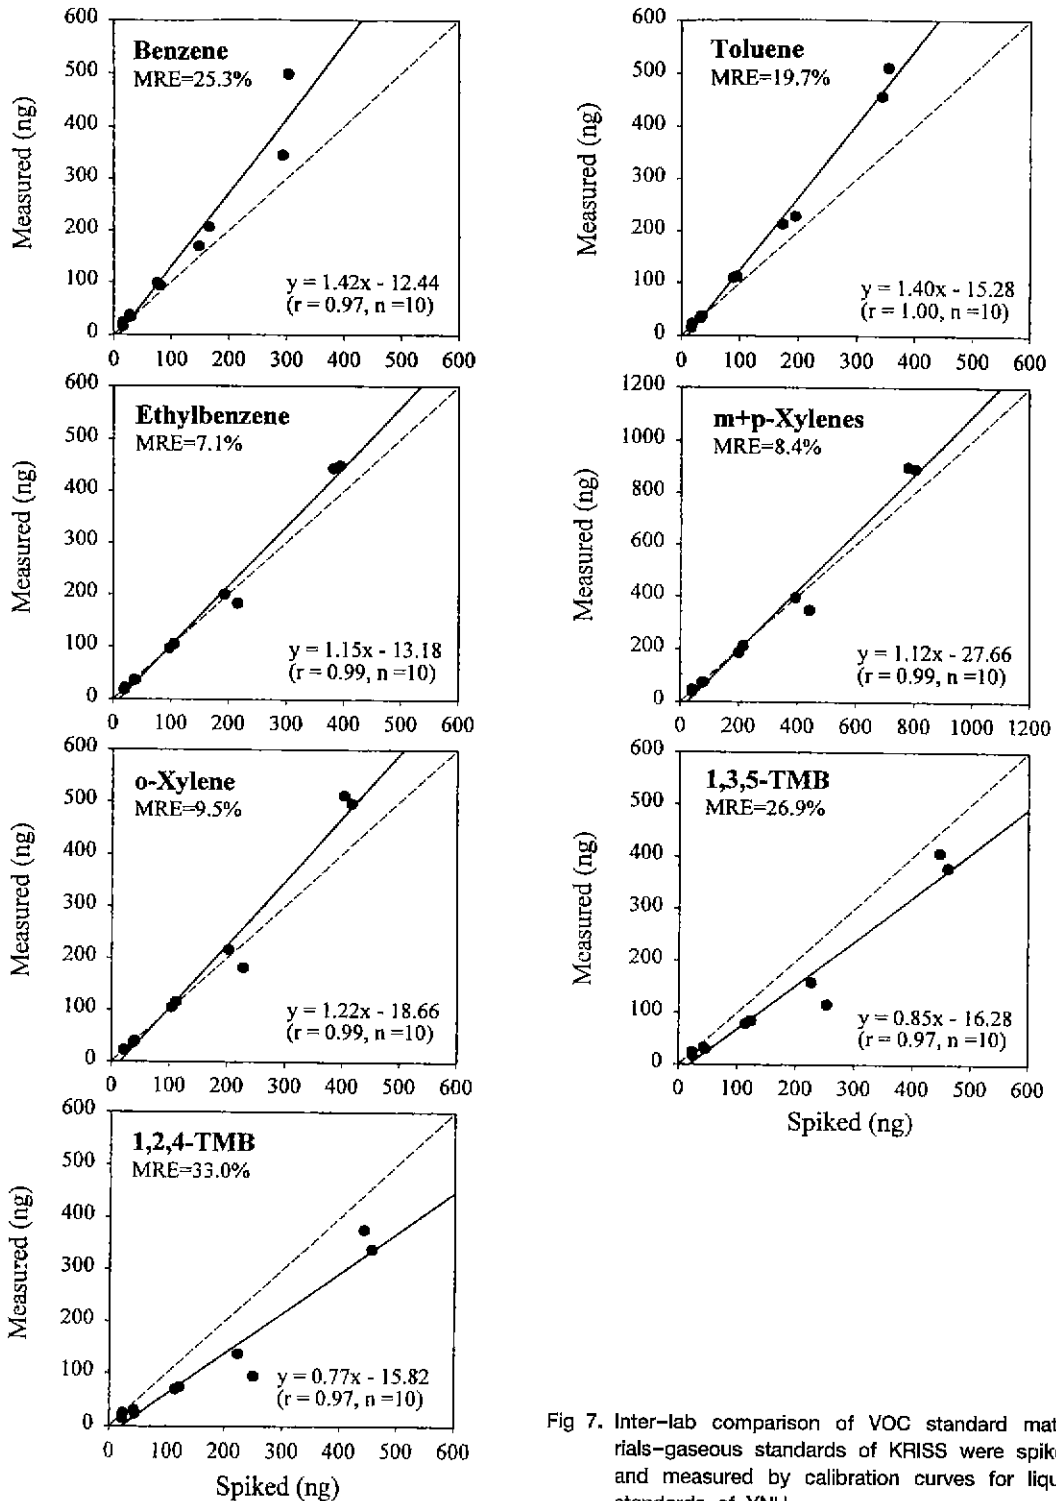 Benzene
MRE=25.3%
Measured (ng)
600
500
400
300
200
100
0
y = 1.42x - 12.44
(r = 0.97, n =10)
0 100 200 300 400 500 600
Toluene
MRE=19.7%
Measured (ng)
600
500
400
300
200
100
0
y = 1.40x - 15.28
(r = 1.00, n =10)
0 100 200 300 400 500 600
Ethylbenzene
MRE=7.1%
Measured (ng)
600
500
400
300
200
100
0
y = 1.15x - 13.18
(r = 0.99, n =10)
0 100 200 300 400 500 600
m+p-Xylenes
MRE=8.4%
Measured (ng)
1200
1000
800
600
400
200
0
y = 1.12x - 27.66
(r = 0.99, n =10)
0 200 400 600 800 1000 1200
o-Xylene
MRE=9.5%
Measured (ng)
600
500
400
300
200
100
0
y = 1.22x - 18.66
(r = 0.99, n =10)
0 100 200 300 400 500 600
1,3,5-TMB
MRE=26.9%
Measured (ng)
600
500
400
300
200
100
0
y = 0.85x - 16.28
(r = 0.97, n =10)
0 100 200 300 400 500 600
Spiked (ng)
1,2,4-TMB
MRE=33.0%
Measured (ng)
600
500
400
300
200
100
0
y = 0.77x - 15.82
(r = 0.97, n =10)
0 100 200 300 400 500 600
Spiked (ng)
Fig 7. Inter-lab comparison of VOC standard mat
rials-gaseous standards of KRISS were spik
and measured by calibration curves for liqu